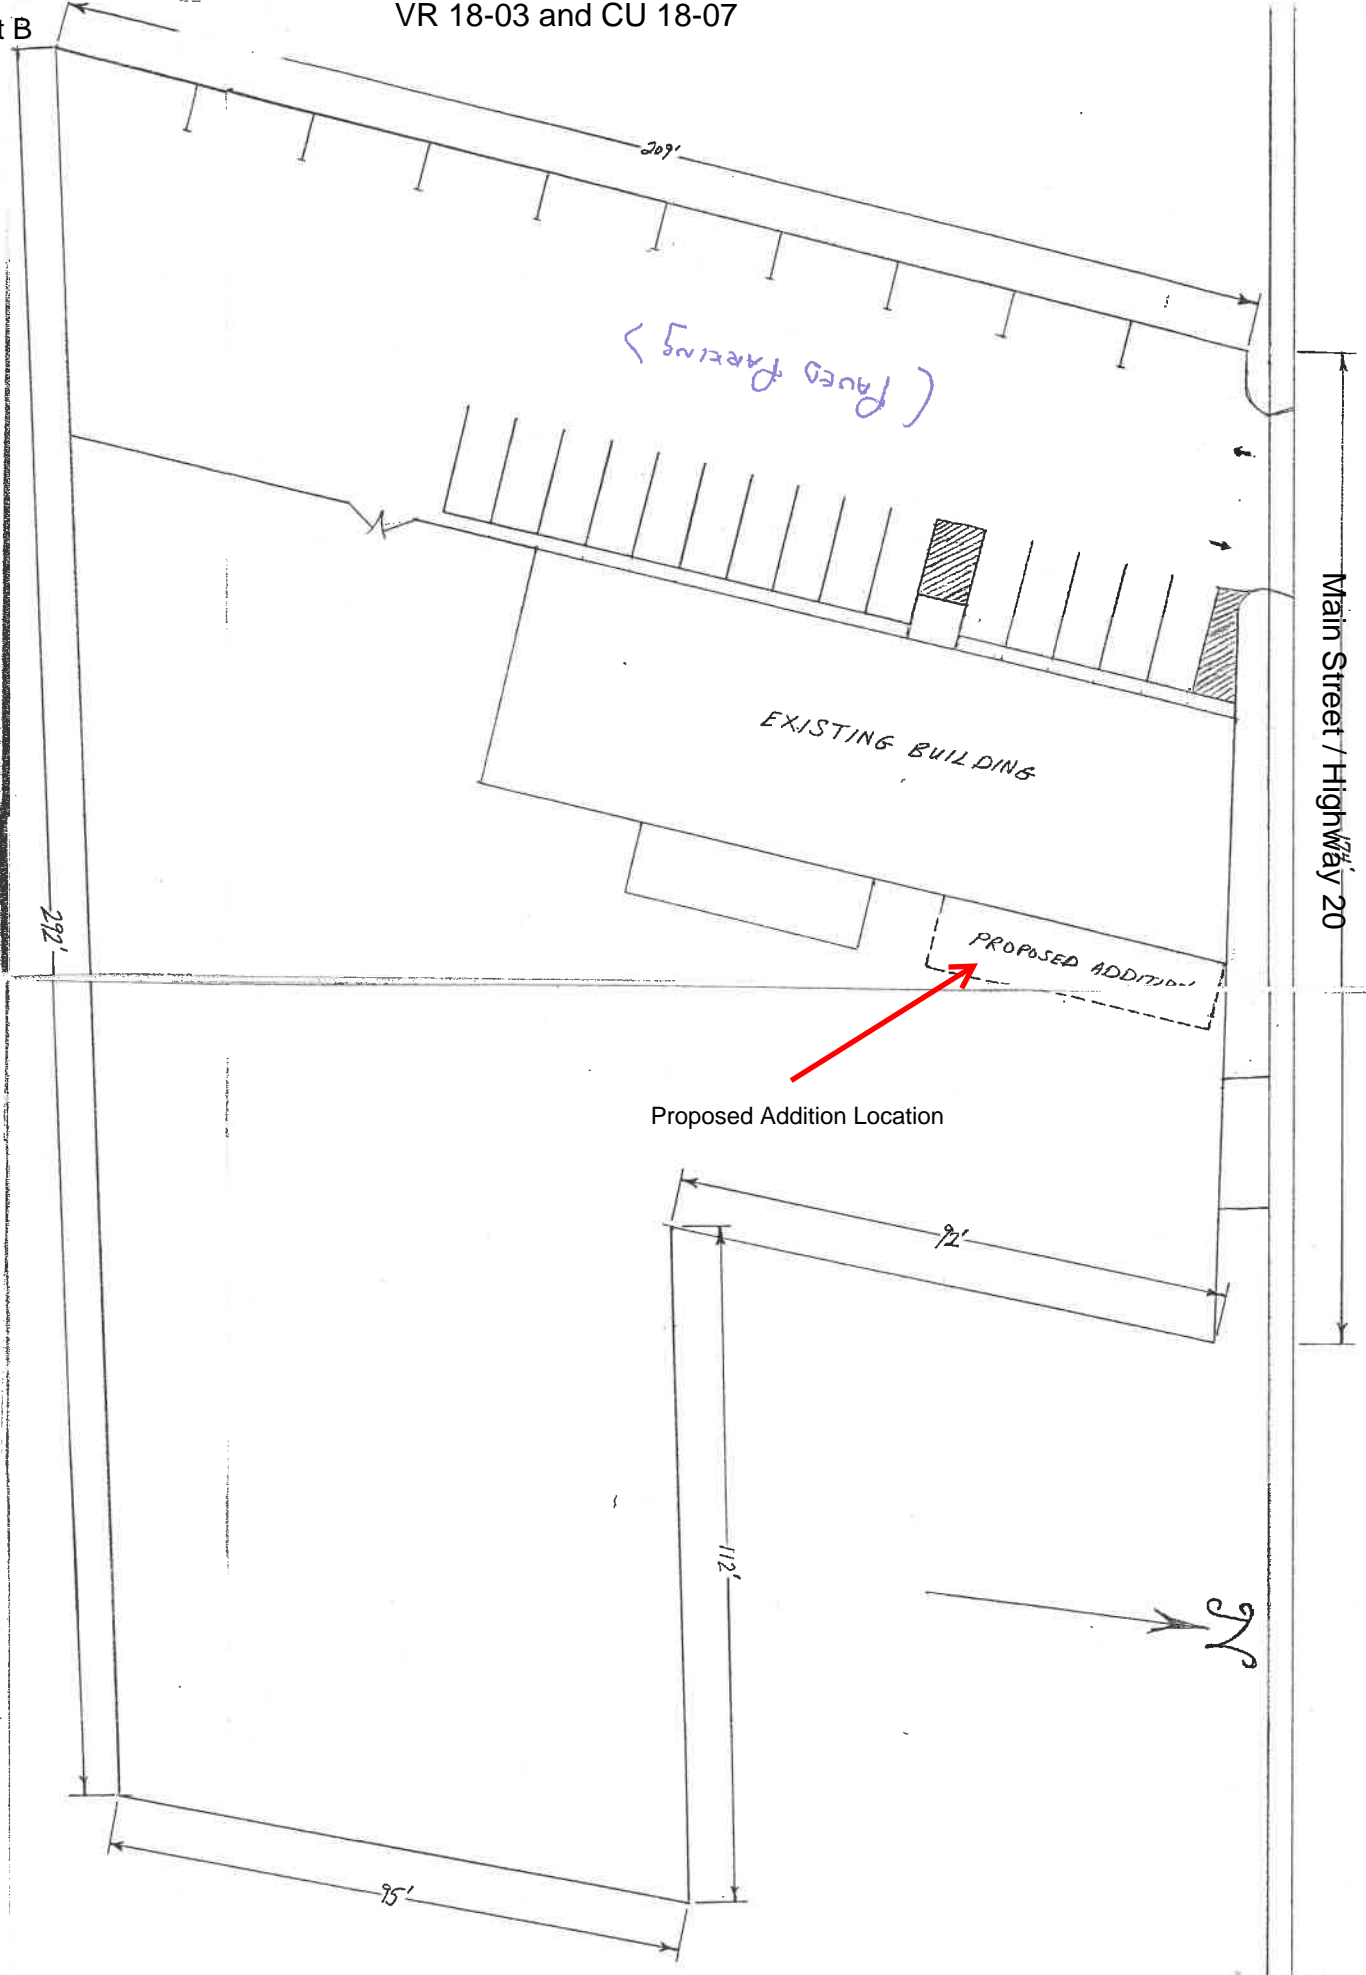 t B
VR 18-03 and CU 18-07
209'
(PAVED PARKING)
EXISTING BUILDING
Main Street / Highway 20
174'
292'
PROPOSED ADDITION
Proposed Addition Location
92'
112'
N
95'